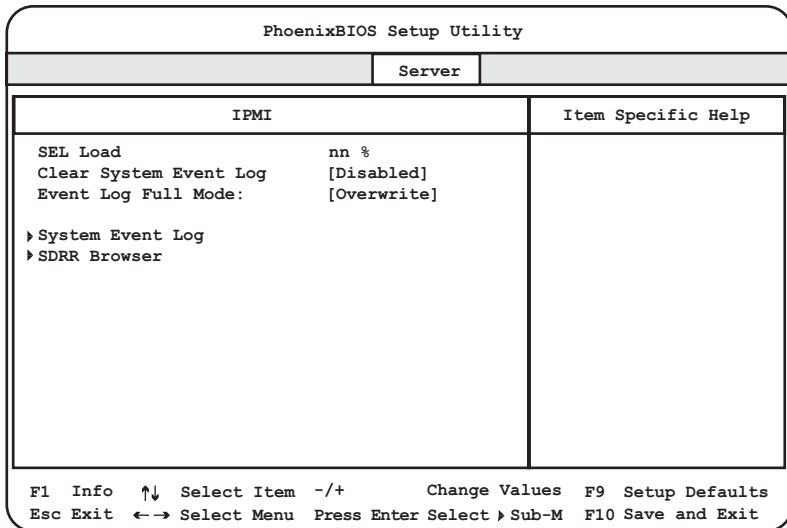 PhoenixBIOS Setup Utility
Server
IPMI
Item Specific Help
SEL Load nn %
Clear System Event Log [Disabled]
Event Log Full Mode: [Overwrite]
System Event Log
SDRR Browser
F1 Info ↑↓ Select Item -/+ Change Values F9 Setup Defaults
Esc Exit ←→ Select Menu Press Enter Select ▶ Sub-M F10 Save and Exit